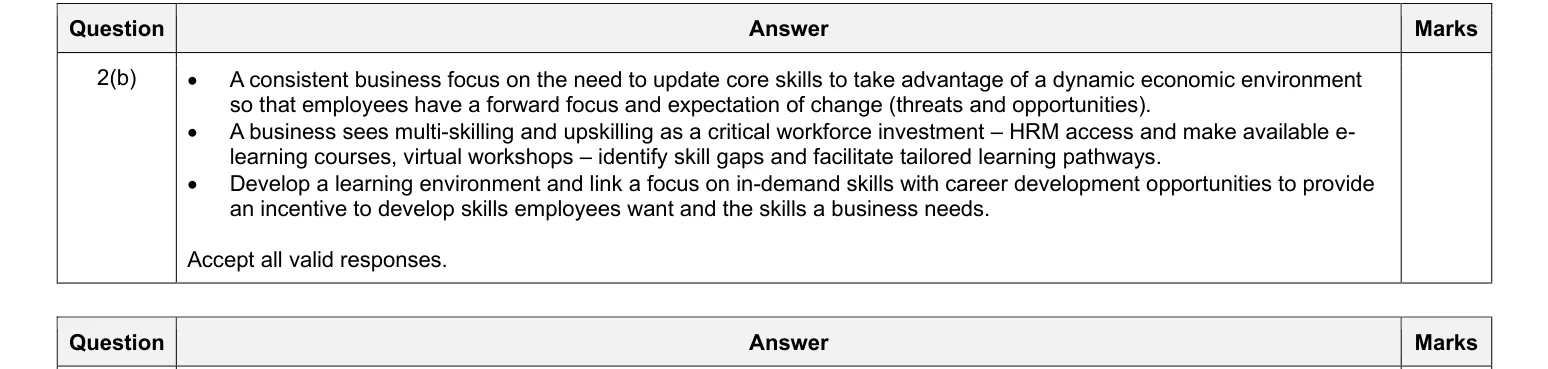 Question Answer Marks
2(b)
• A consistent business focus on the need to update core skills to take advantage of a dynamic economic environment
so that employees have a forward focus and expectation of change (threats and opportunities).
• A business sees multi-skilling and upskilling as a critical workforce investment – HRM access and make available e-
learning courses, virtual workshops – identify skill gaps and facilitate tailored learning pathways.
• Develop a learning environment and link a focus on in-demand skills with career development opportunities to provide
an incentive to develop skills employees want and the skills a business needs.
Accept all valid responses.
Question Answer Marks